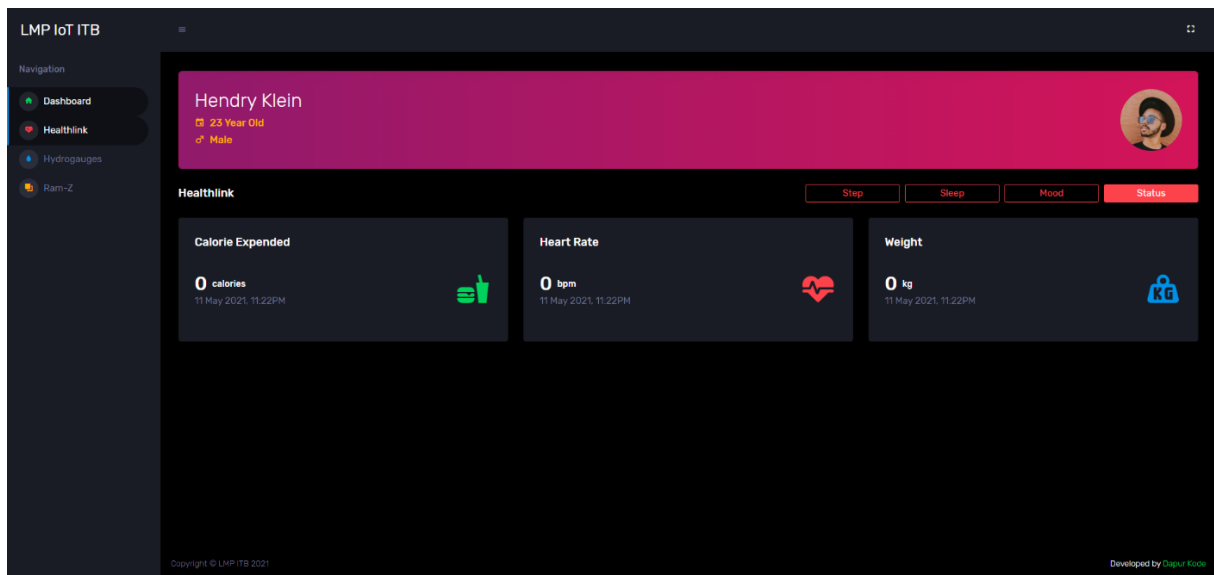 LMP IoT ITB
Navigation
Dashboard
Healthlink
Hydrogauges
Ram-Z
Hendry Klein
23 Year Old
Male
Healthlink
Step
Sleep
Mood
Status
Calorie Expended
0 calories
11 May 2021, 11:22PM
Heart Rate
0 bpm
11 May 2021, 11:22PM
Weight
0 kg
11 May 2021, 11:22PM
KG
Copyright © LMP ITB 2021
Developed by Dapur Kode